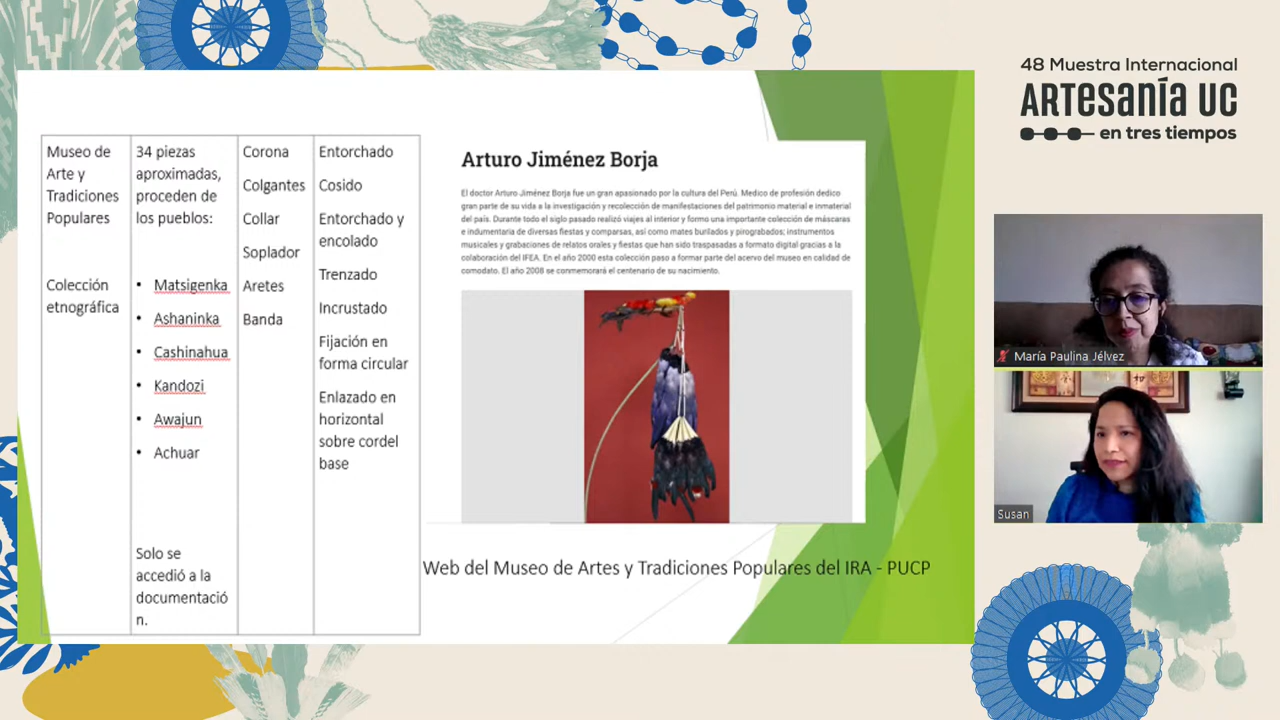 48 Muestra Internacional
ARTESANÍA UC
en tres tiempos
Museo de
Arte y
Tradiciones
Populares
Colección
etnográfica
34 piezas
aproximadas,
proceden de
los pueblos:
• Matsigenka
• Ashaninka
• Cashinahua
• Kandozi
• Awajun
• Achuar
Solo se
accedió a la
documentació
n.
Corona
Colgantes
Collar
Soplador
Aretes
Banda
Entorchado
Cosido
Entorchado y
encolado
Trenzado
Incrustado
Fijación en
forma circular
Enlazado en
horizontal
sobre cordel
base
Arturo Jiménez Borja
El doctor Arturo Jiménez Borja fue un gran apasionado por la cultura del Perú. Medico de profesión dedico
gran parte de su vida a la investigación y recolección de manifestaciones del patrimonio material e inmaterial
del país. Durante todo el siglo pasado realizó viajes al interior y formo una importante colección de máscaras
e indumentaria de diversas fiestas y comparsas, así como mates burilados y pirograbados; instrumentos
musicales y grabaciones de relatos orales y fiestas que han sido traspasadas a formato digital gracias a la
colaboración del IFEA. En el año 2000 esta colección paso a formar parte del acervo del museo en calidad de
comodato. El año 2008 se conmemorará el centenario de su nacimiento.
Web del Museo de Artes y Tradiciones Populares del IRA - PUCP
María Paulina Jélvez
Susan